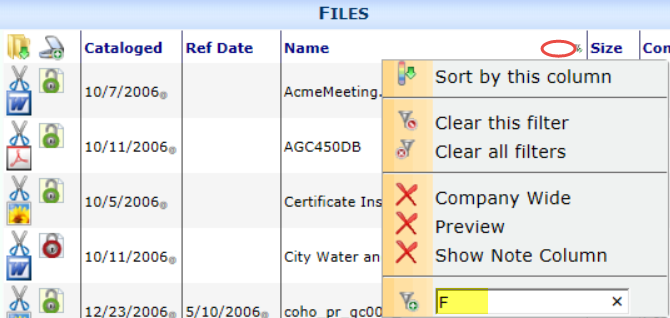 FILES
Cataloged Ref Date Name Size Con
Sort by this column
10/7/2006 AcmeMeeting.
Clear this filter
10/11/2006 AGC450DB
Clear all filters
10/5/2006 Certificate Ins
Company Wide
Preview
10/11/2006 City Water an
Show Note Column
12/23/2006 5/10/2006 coho_pr_gc00
F